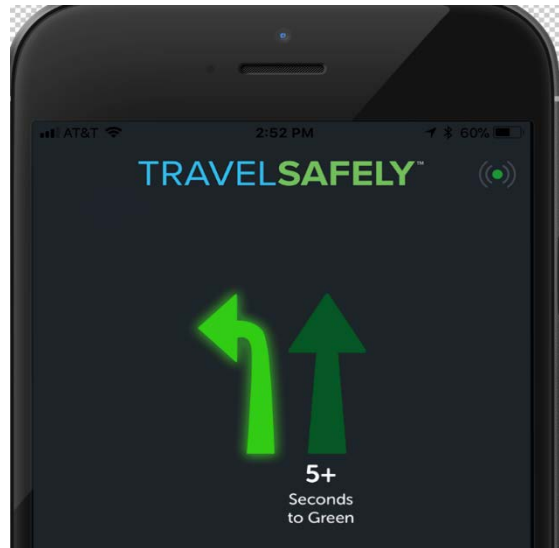 AT&T 2:52 PM 60%
TRAVELSAFELY™
5+
Seconds
to Green